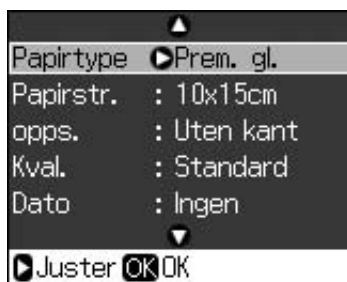 Papirtype Prem. gl.
Papirstr. : 10x15cm
opps. : Uten kant
Kval. : Standard
Dato : Ingen
Juster OK OK